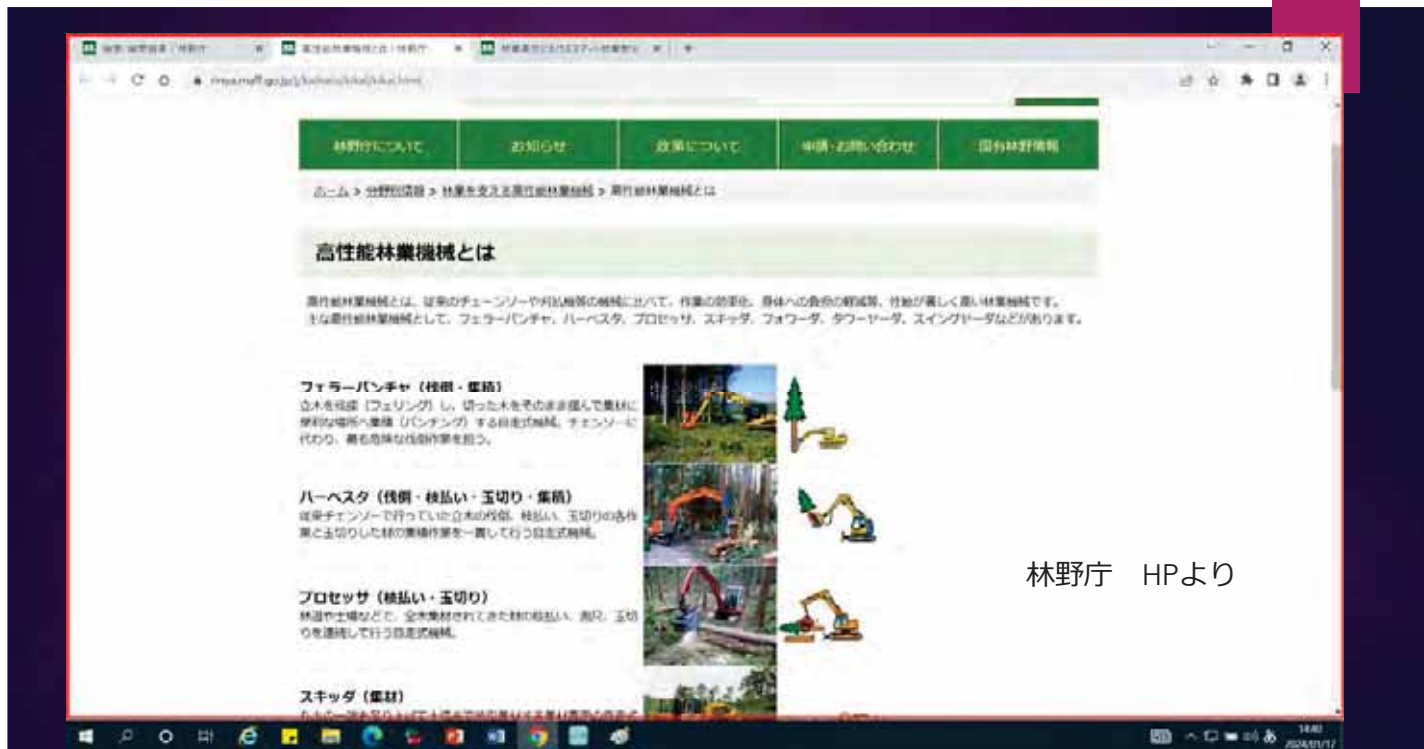 林野庁について お知らせ 政策について 申請・お問い合わせ 国有林野情報
ホーム > 分野別情報 > 林業を支える高性能林業機械 > 高性能林業機械とは
高性能林業機械とは
高性能林業機械とは、従来のチェーンソーや刈払機等の機械に比べて、作業の効率化、身体への負担の軽減等、性能が著しく高い林業機械です。
主な高性能林業機械として、フェラーバンチャ、ハーベスタ、プロセッサ、スキッダ、フォワーダ、タワーヤーダ、スイングヤーダなどがあります。
フェラーバンチャ（伐倒・集積）
立木を伐倒（フェリング）し、切った木をそのまま掴んで集材に
便利な場所へ集積（バンチング）する自走式機械。チェンソーに
代わり、最も危険な伐倒作業を担う。
ハーベスタ（伐倒・枝払い・玉切り・集積）
従来チェンソーで行っていた立木の伐倒、枝払い、玉切りの各作
業と玉切りした材の集積作業を一貫して行う自走式機械。
プロセッサ（枝払い・玉切り）
林道や土場などで、全木集材されてきた材の枝払い、測尺、玉切
りを連続して行う自走式機械。
スキッダ（集材）
林野庁 HPより
14:40
2024/01/17